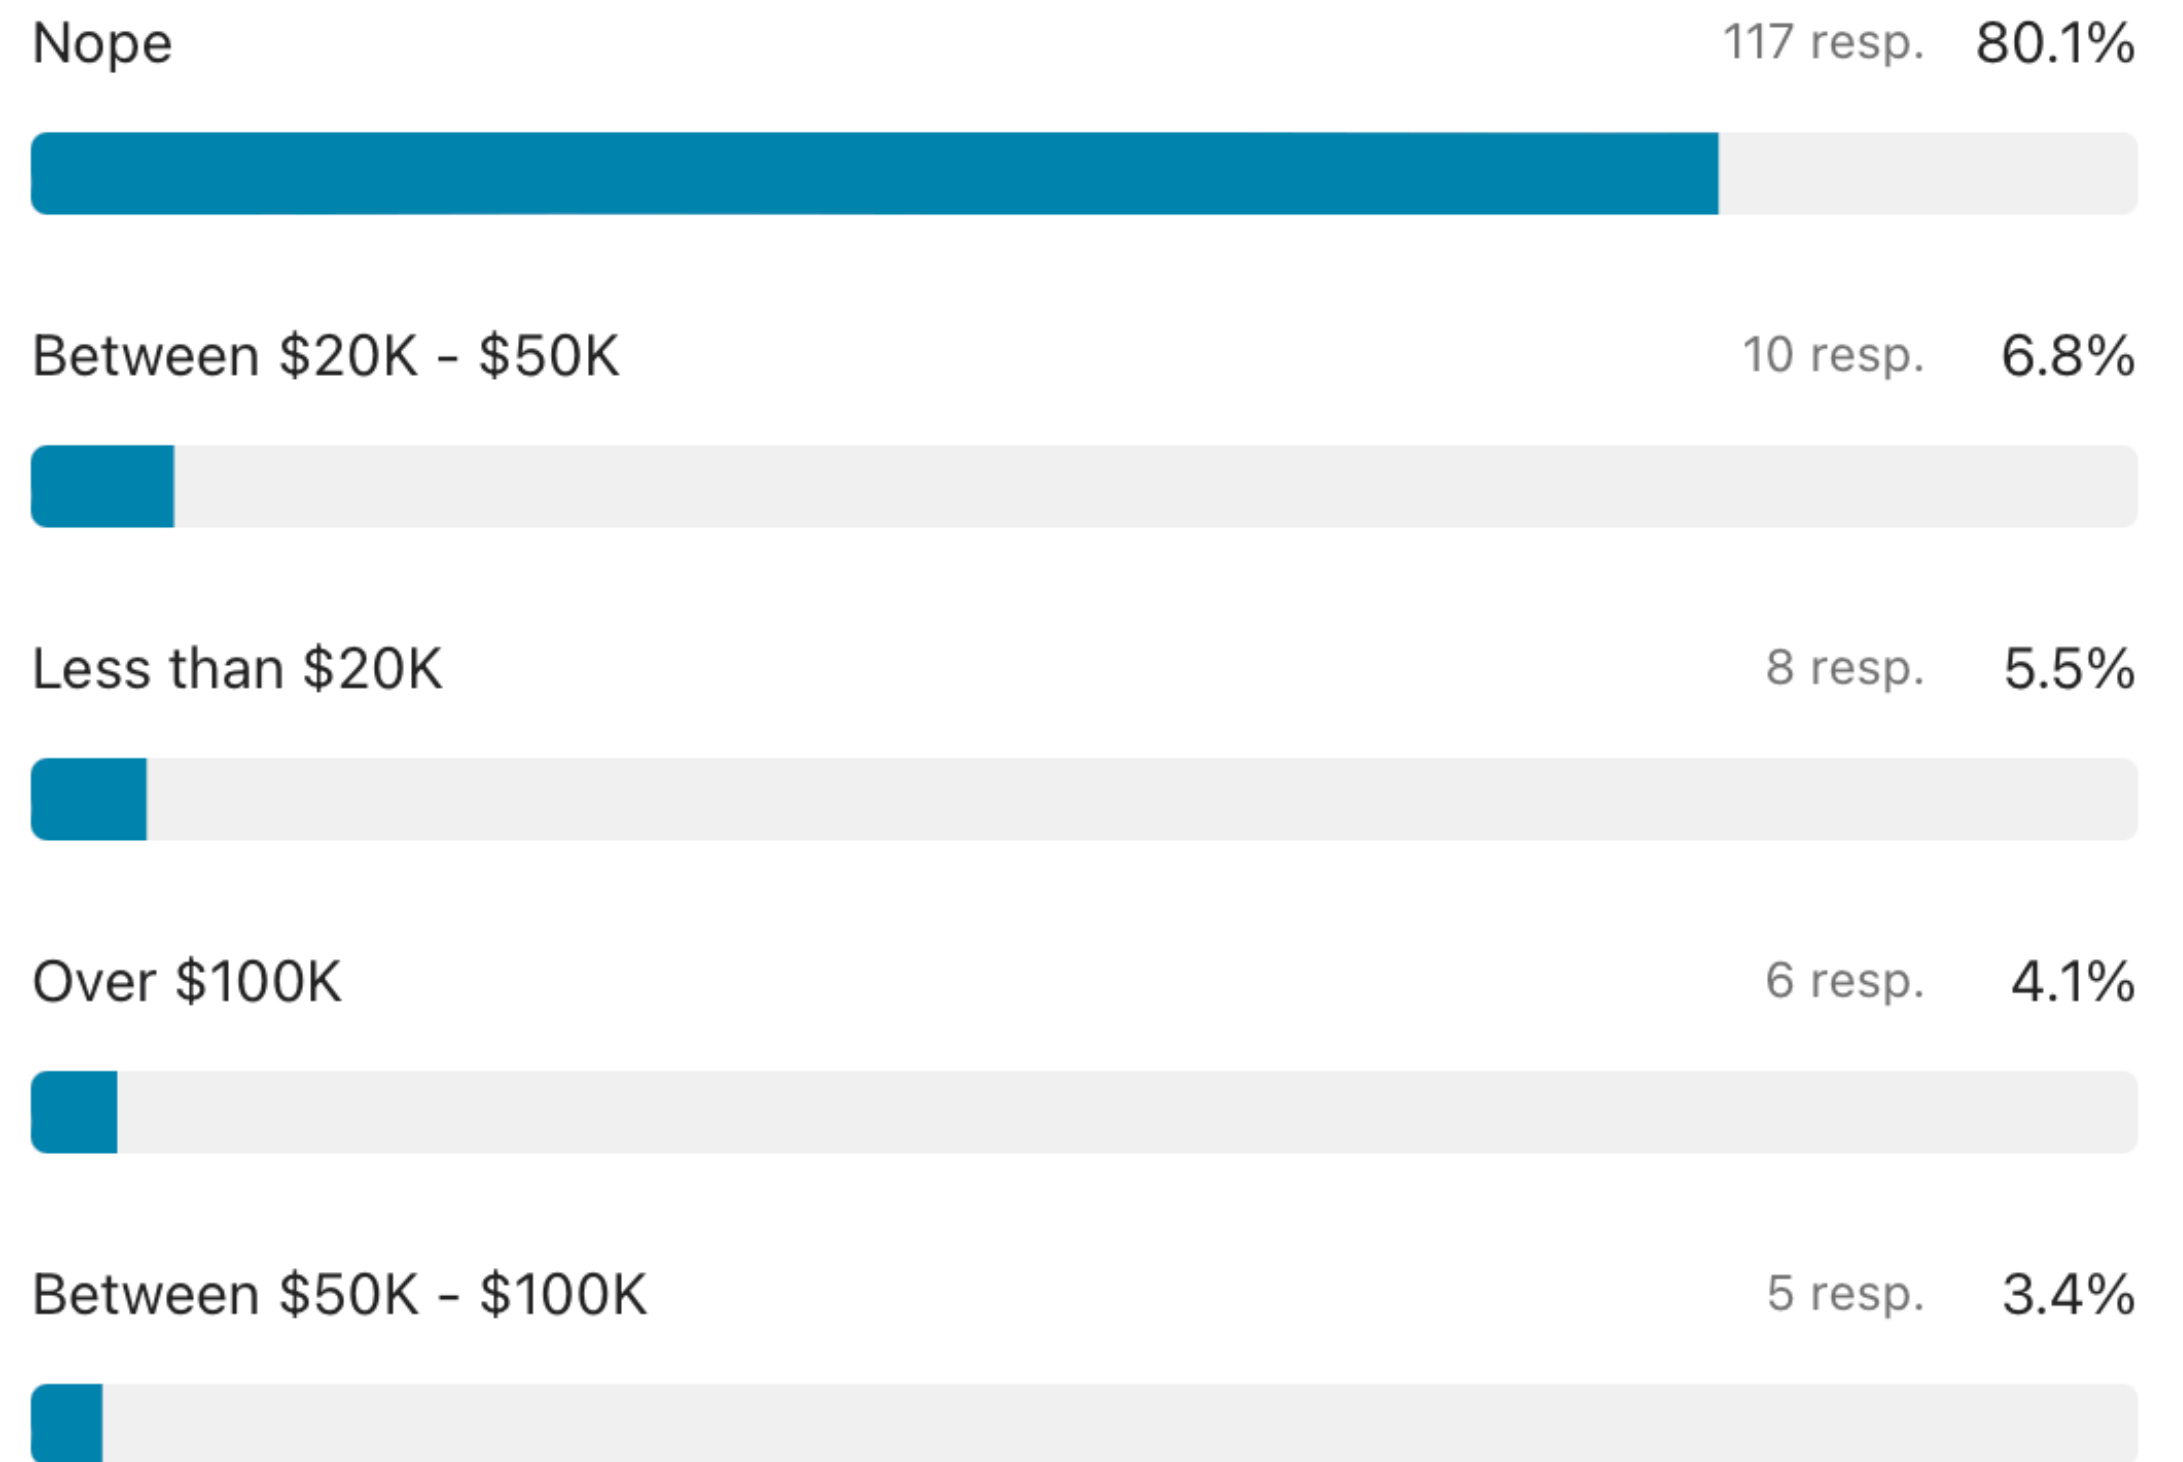 Nope 117 resp. 80.1%
Between $20K - $50K 10 resp. 6.8%
Less than $20K 8 resp. 5.5%
Over $100K 6 resp. 4.1%
Between $50K - $100K 5 resp. 3.4%